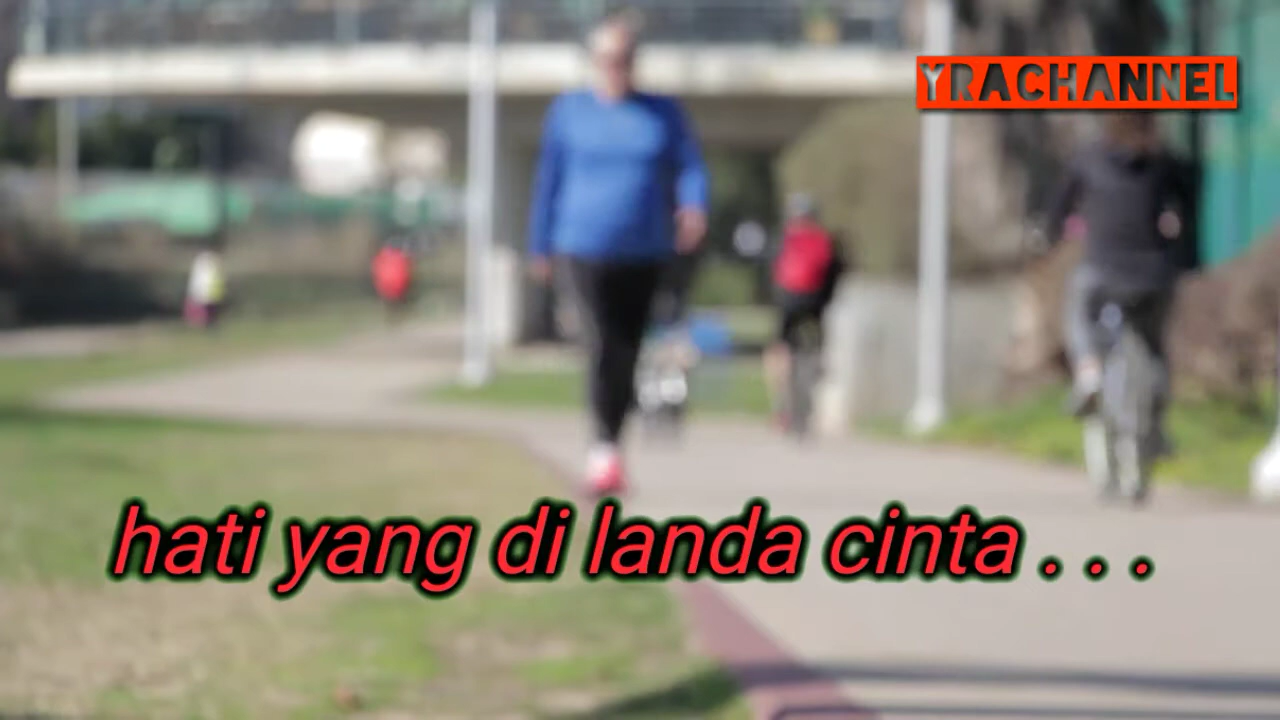 YRACHANNEL
hati yang di landa cinta . . .